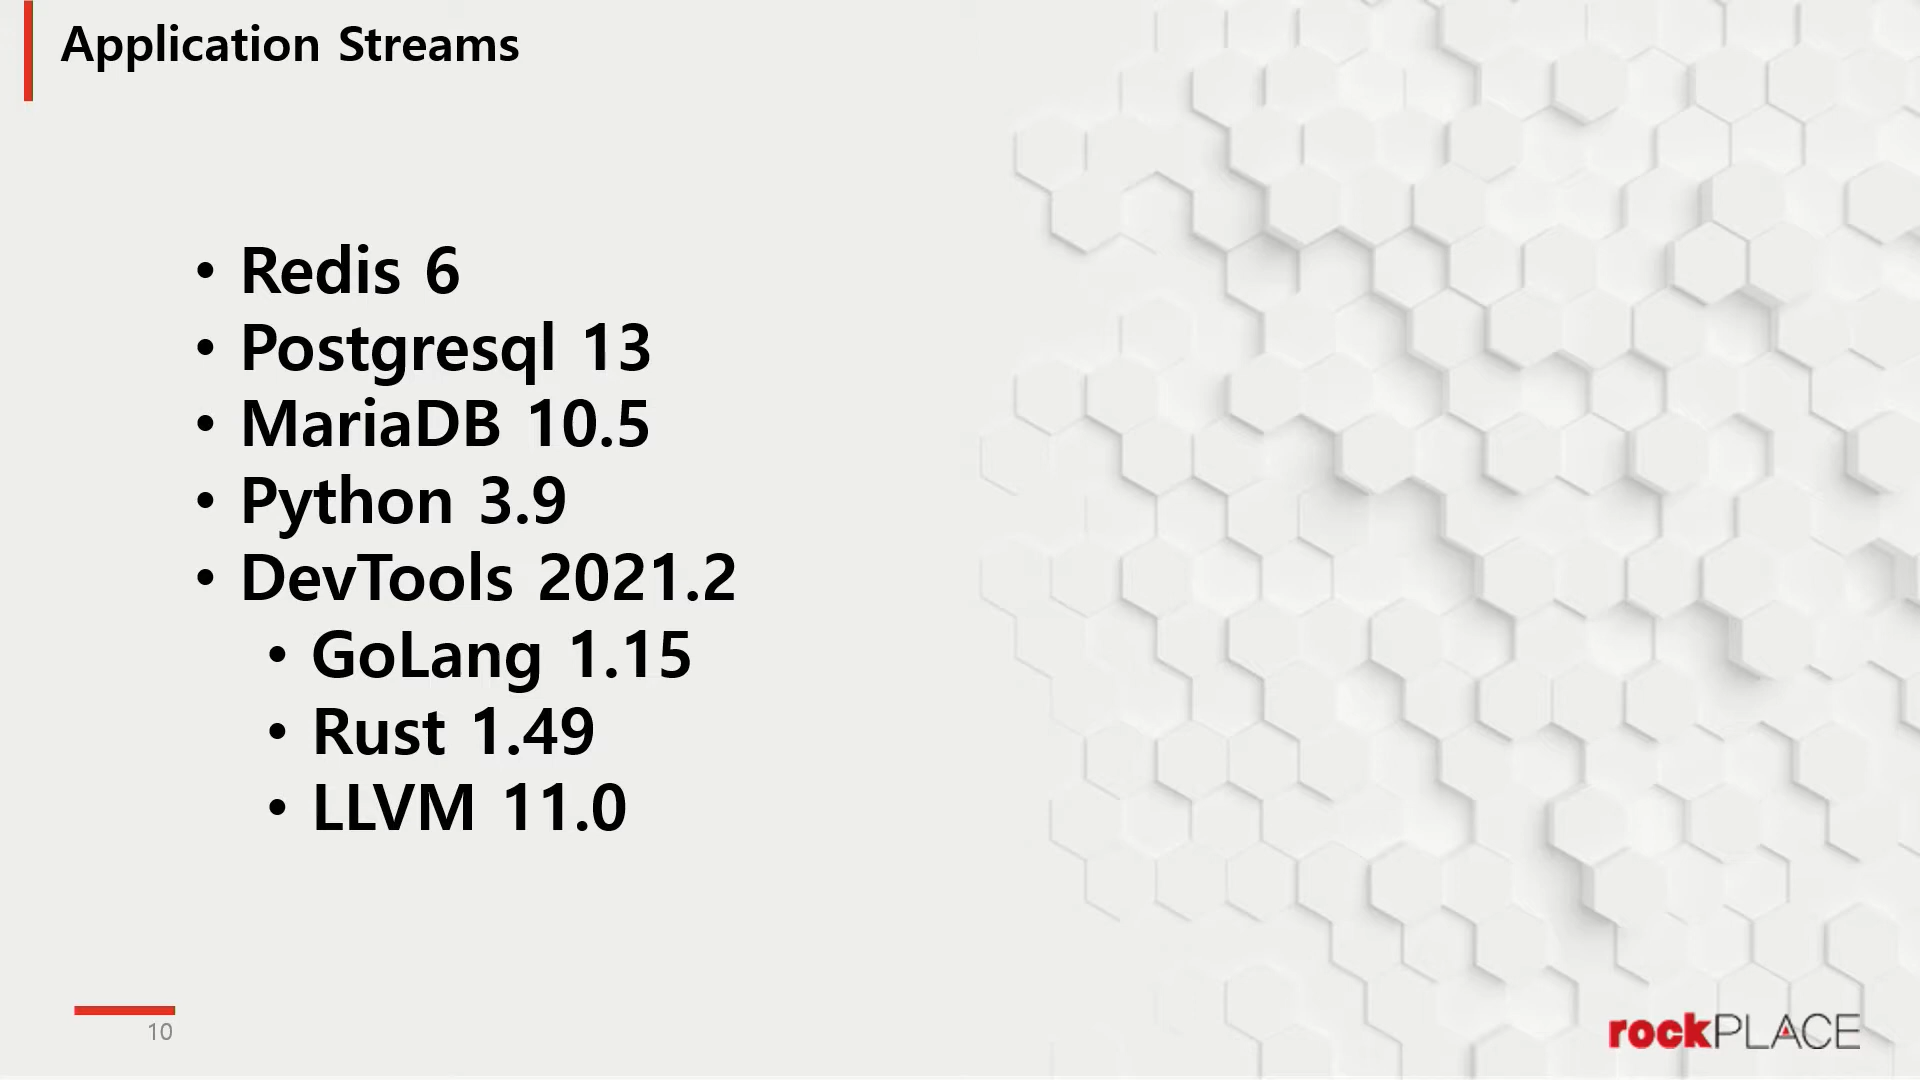 Application Streams
• Redis 6
• Postgresql 13
• MariaDB 10.5
• Python 3.9
• DevTools 2021.2
• GoLang 1.15
• Rust 1.49
• LLVM 11.0
10
rockPLACE